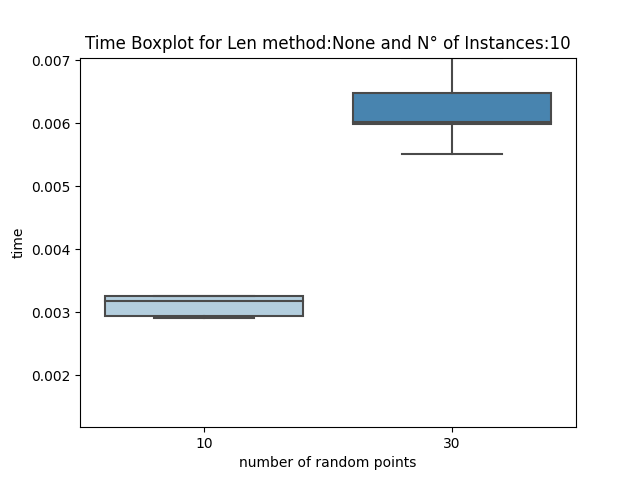 Time Boxplot for Len method:None and N° of Instances:10
0.007
0.006
0.005
0.004
0.003
0.002
time
10
30
number of random points